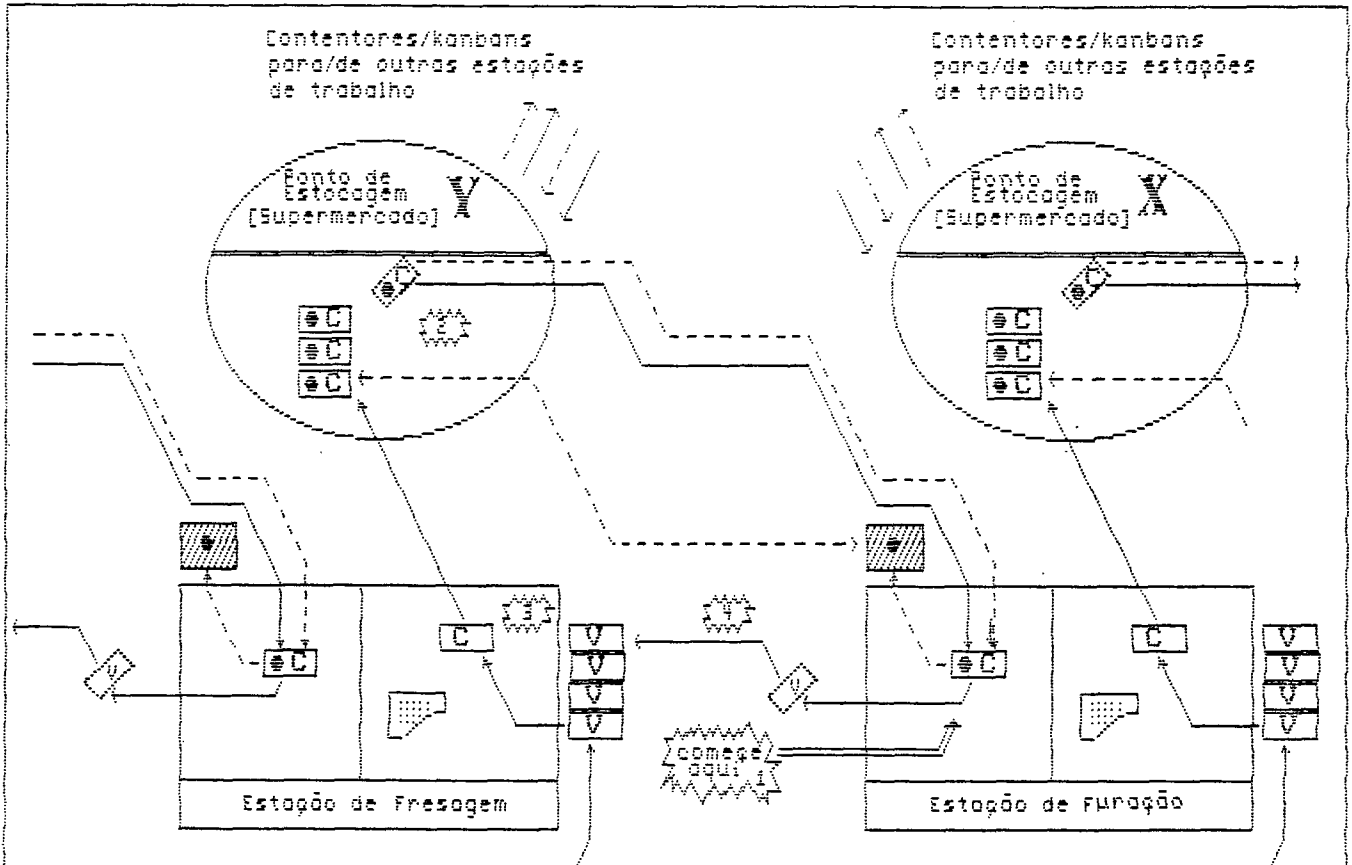 Contentores/kanbans
para/de outras estações
de trabalho
Contentores/kanbans
para/de outras estações
de trabalho
Ponto de
Estocagem
[Supermercado]
Y
Ponto de
Estocagem
[Supermercado]
X
C
C
C
C
C
2
C
C
C
C
3
4
C
C
V
V
V
V
V
C
C
V
V
V
V
V
começe
aqui 1
Estação de Fresagem
Estação de Furação